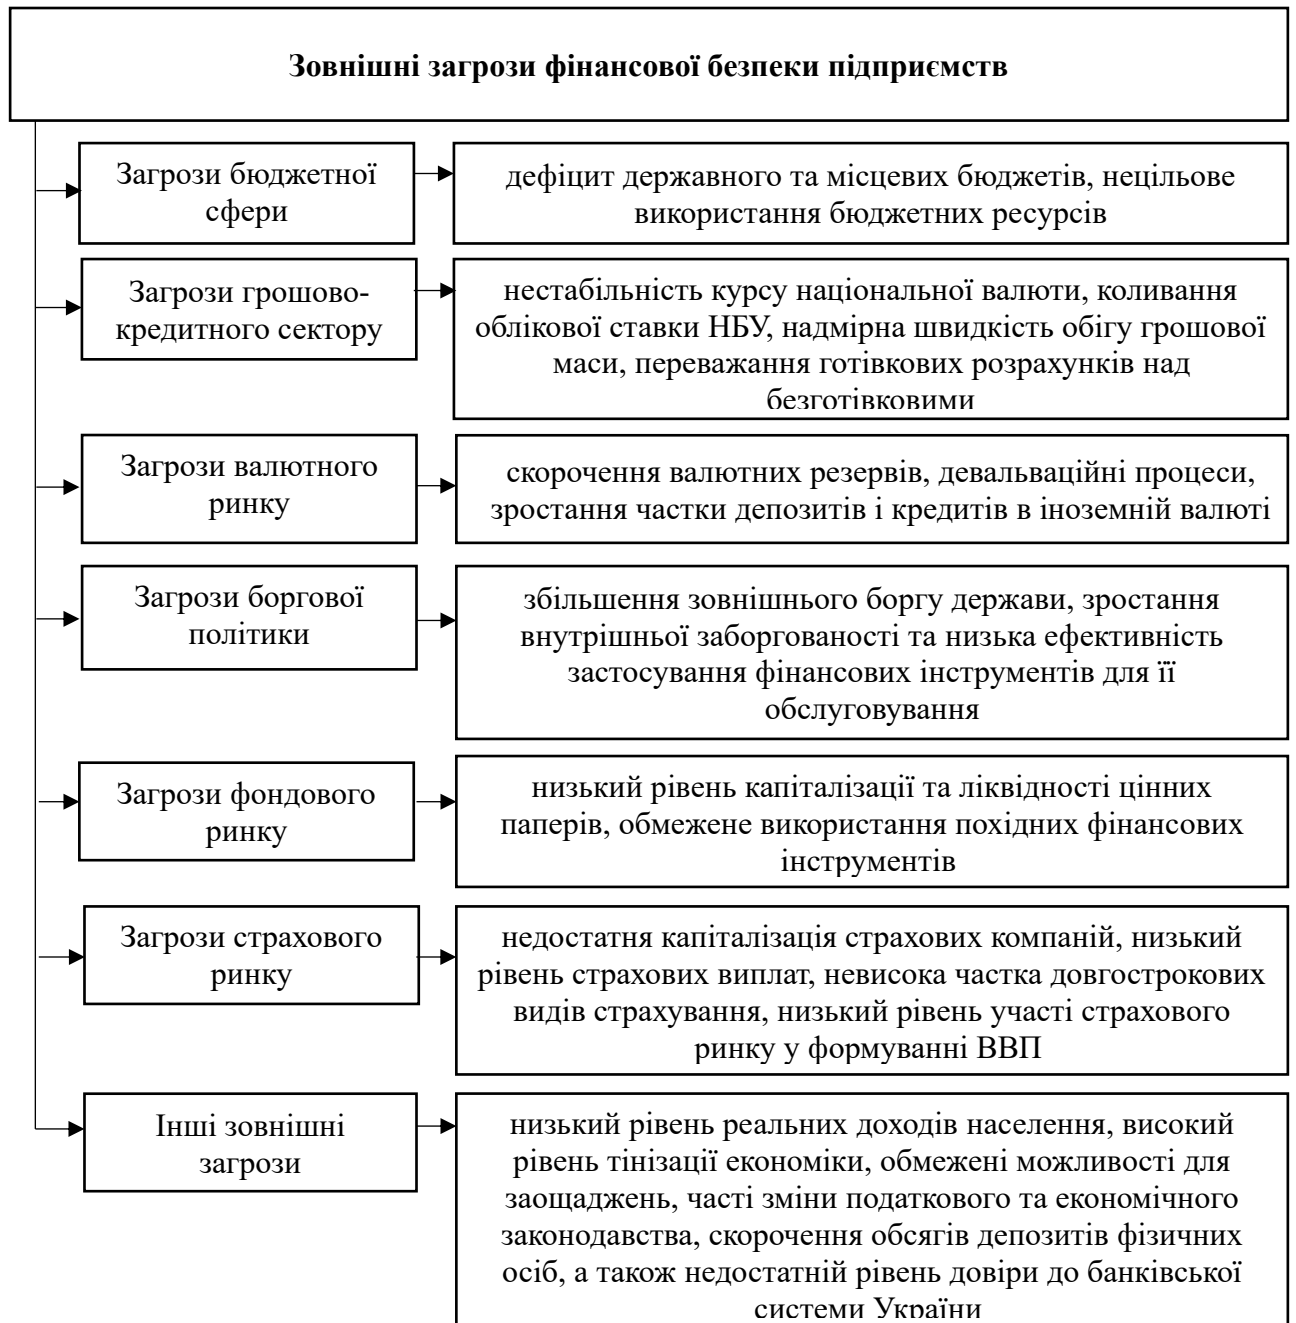 Зовнішні загрози фінансової безпеки підприємств
Загрози бюджетної
сфери
дефіцит державного та місцевих бюджетів, нецільове
використання бюджетних ресурсів
Загрози грошово-
кредитного сектору
нестабільність курсу національної валюти, коливання
облікової ставки НБУ, надмірна швидкість обігу грошової
маси, переважання готівкових розрахунків над
безготівковими
Загрози валютного
ринку
скорочення валютних резервів, девальваційні процеси,
зростання частки депозитів і кредитів в іноземній валюті
Загрози боргової
політики
збільшення зовнішнього боргу держави, зростання
внутрішньої заборгованості та низька ефективність
застосування фінансових інструментів для її
обслуговування
Загрози фондового
ринку
низький рівень капіталізації та ліквідності цінних
паперів, обмежене використання похідних фінансових
інструментів
Загрози страхового
ринку
недостатня капіталізація страхових компаній, низький
рівень страхових виплат, невисока частка довгострокових
видів страхування, низький рівень участі страхового
ринку у формуванні ВВП
Інші зовнішні
загрози
низький рівень реальних доходів населення, високий
рівень тінізації економіки, обмежені можливості для
заощаджень, часті зміни податкового та економічного
законодавства, скорочення обсягів депозитів фізичних
осіб, а також недостатній рівень довіри до банківської
системи України